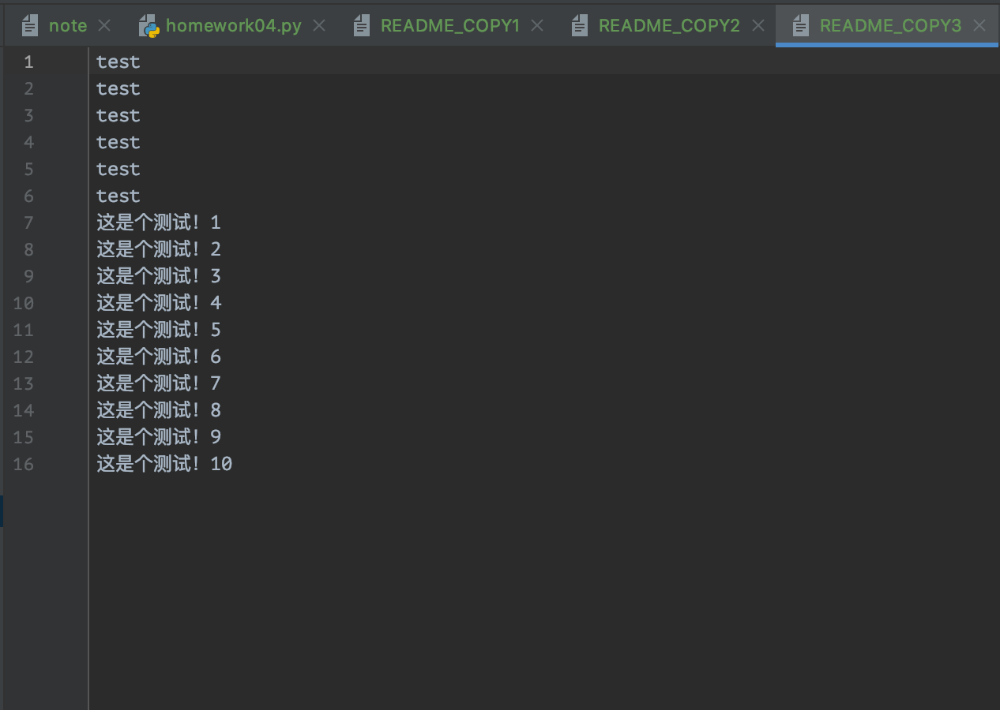 note homework04.py README_COPY1 README_COPY2 README_COPY3
1 test
2 test
3 test
4 test
5 test
6 test
7 这是个测试！1
8 这是个测试！2
9 这是个测试！3
10 这是个测试！4
11 这是个测试！5
12 这是个测试！6
13 这是个测试！7
14 这是个测试！8
15 这是个测试！9
16 这是个测试！10